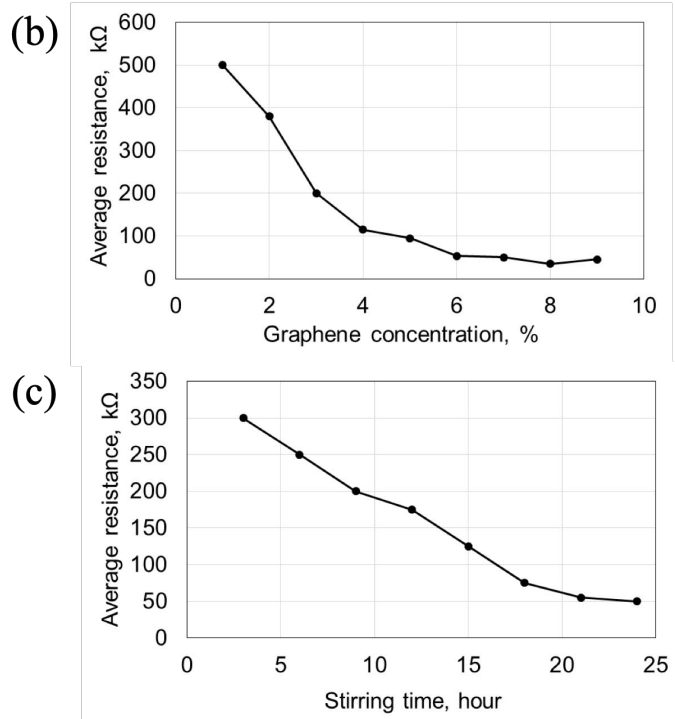 (b)
600
500
400
300
200
100
0
Average resistance, kΩ
0 2 4 6 8 10
Graphene concentration, %
(c)
350
300
250
200
150
100
50
0
Average resistance, kΩ
0 5 10 15 20 25
Stirring time, hour